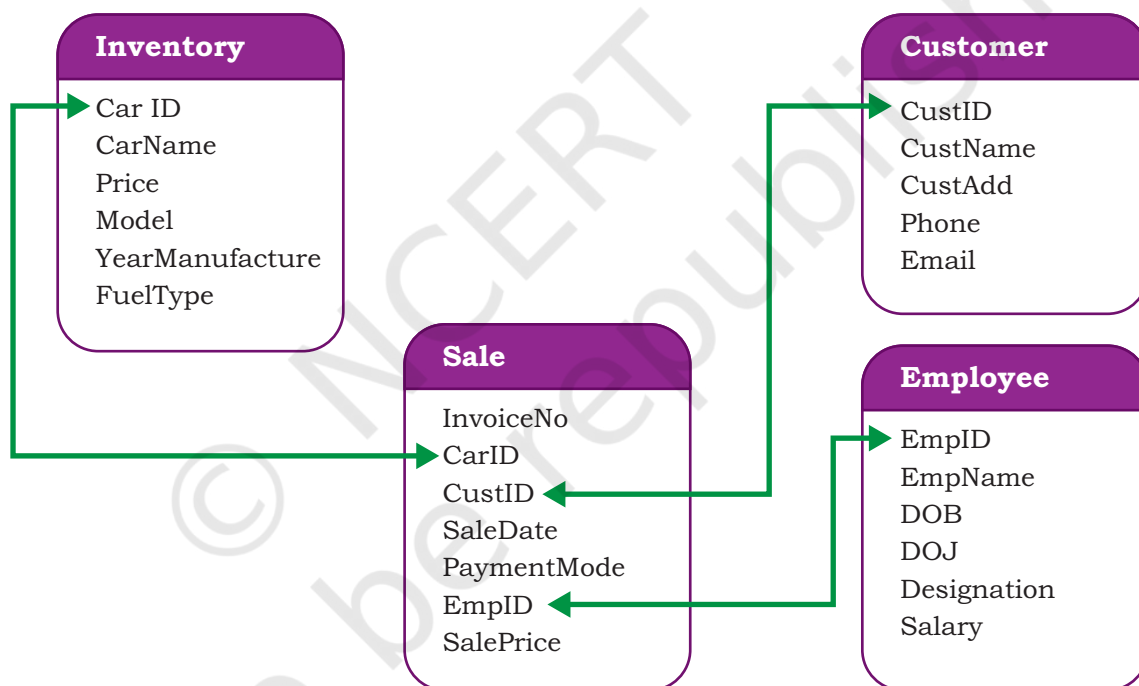 Inventory
Car ID
CarName
Price
Model
YearManufacture
FuelType
Customer
CustID
CustName
CustAdd
Phone
Email
Sale
InvoiceNo
CarID
CustID
SaleDate
PaymentMode
EmpID
SalePrice
Employee
EmpID
EmpName
DOB
DOJ
Designation
Salary
© NCERT
be republish